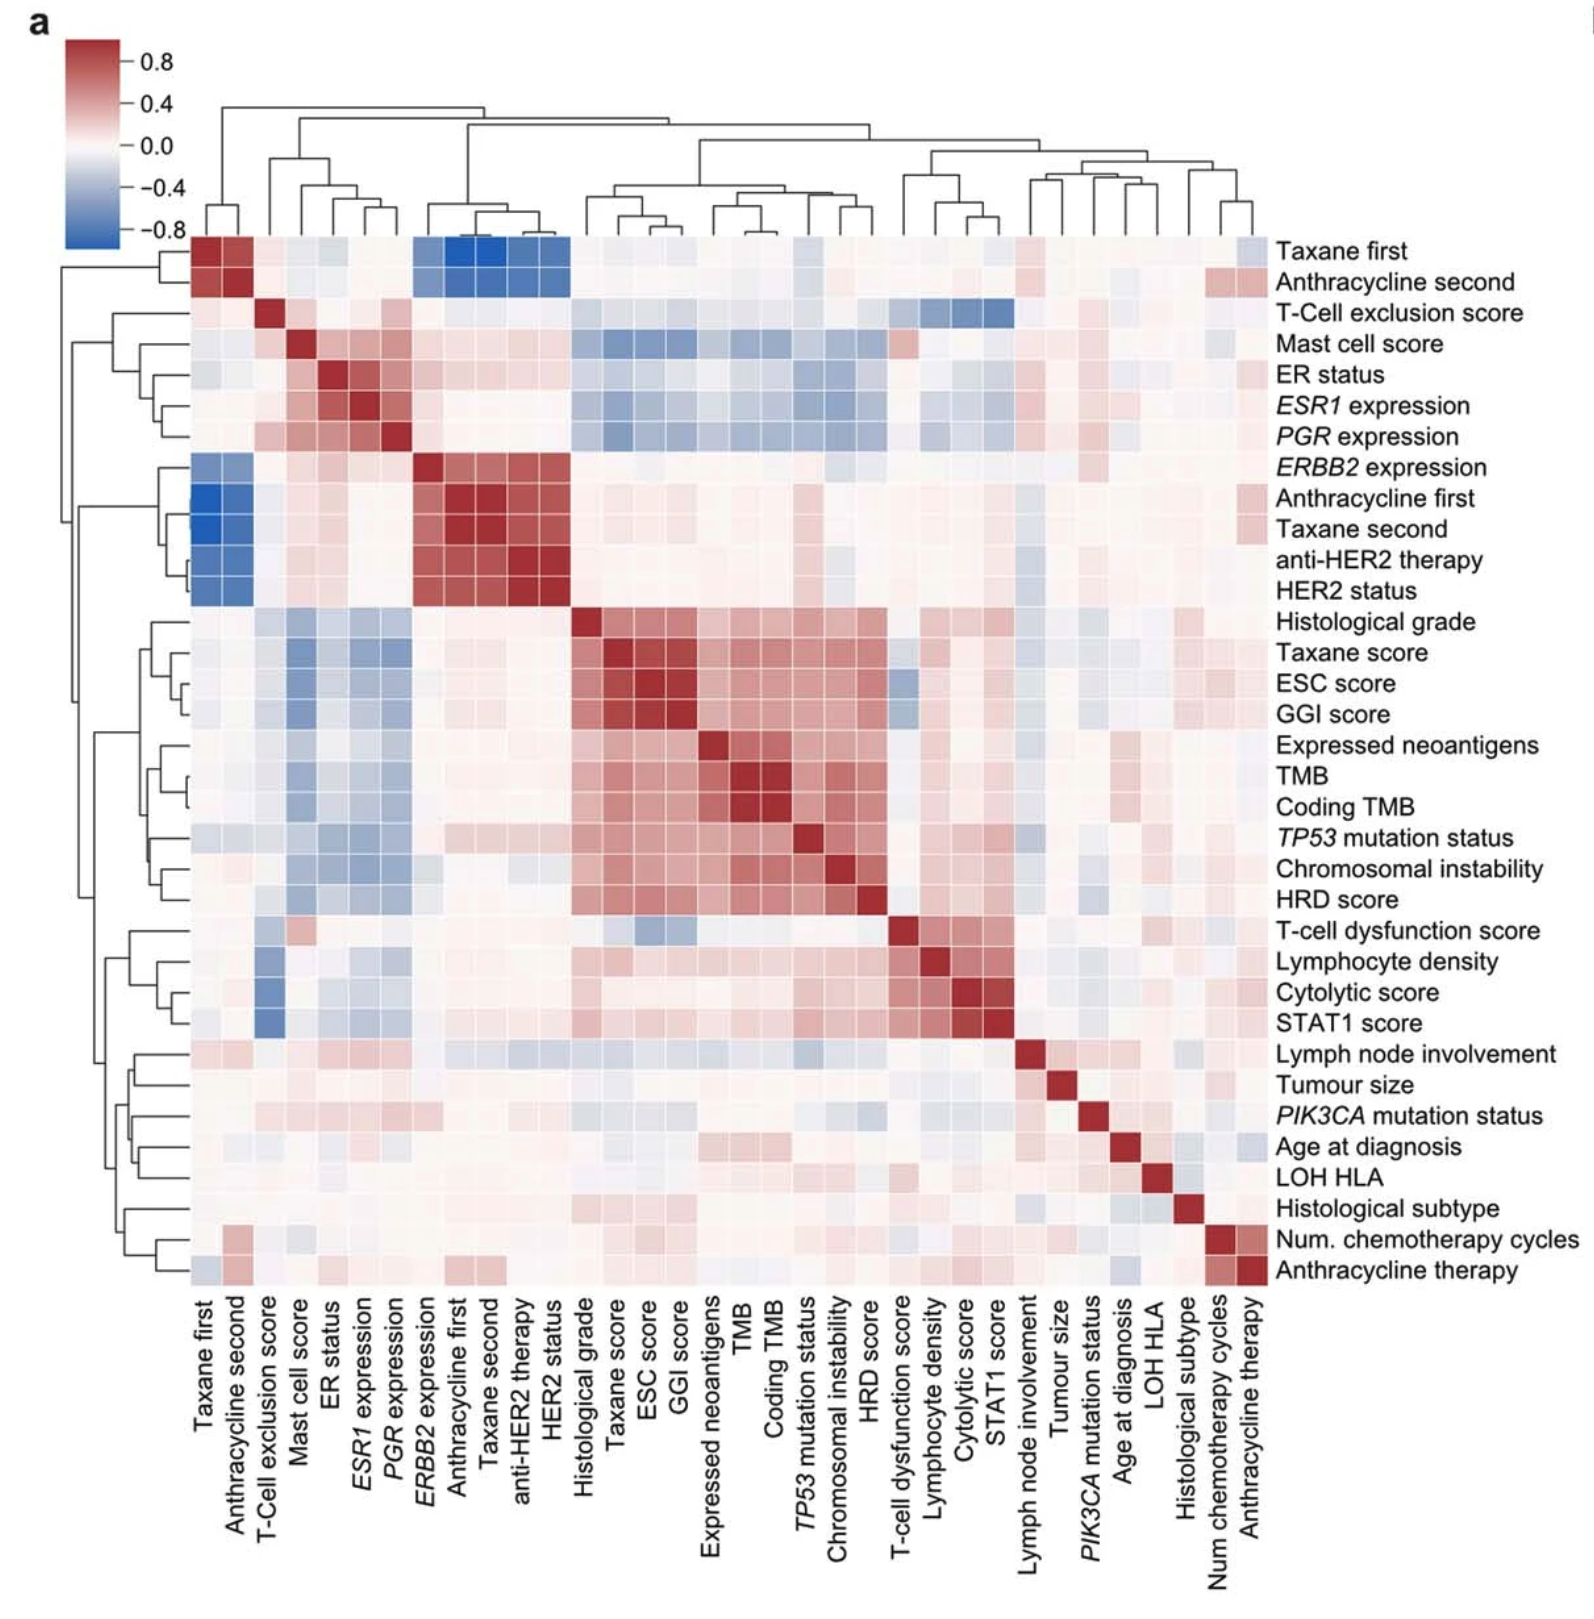 a
0.8
0.4
0.0
−0.4
−0.8
Taxane first
Anthracycline second
T-Cell exclusion score
Mast cell score
ER status
ESR1 expression
PGR expression
ERBB2 expression
Anthracycline first
Taxane second
anti-HER2 therapy
HER2 status
Histological grade
Taxane score
ESC score
GGI score
Expressed neoantigens
TMB
Coding TMB
TP53 mutation status
Chromosomal instability
HRD score
T-cell dysfunction score
Lymphocyte density
Cytolytic score
STAT1 score
Lymph node involvement
Tumour size
PIK3CA mutation status
Age at diagnosis
LOH HLA
Histological subtype
Num. chemotherapy cycles
Anthracycline therapy
Taxane first
Anthracycline second
T-Cell exclusion score
Mast cell score
ER status
ESR1 expression
PGR expression
ERBB2 expression
Anthracycline first
Taxane second
anti-HER2 therapy
HER2 status
Histological grade
Taxane score
ESC score
GGI score
Expressed neoantigens
TMB
Coding TMB
TP53 mutation status
Chromosomal instability
HRD score
T-cell dysfunction score
Lymphocyte density
Cytolytic score
STAT1 score
Lymph node involvement
Tumour size
PIK3CA mutation status
Age at diagnosis
LOH HLA
Histological subtype
Num chemotherapy cycles
Anthracycline therapy